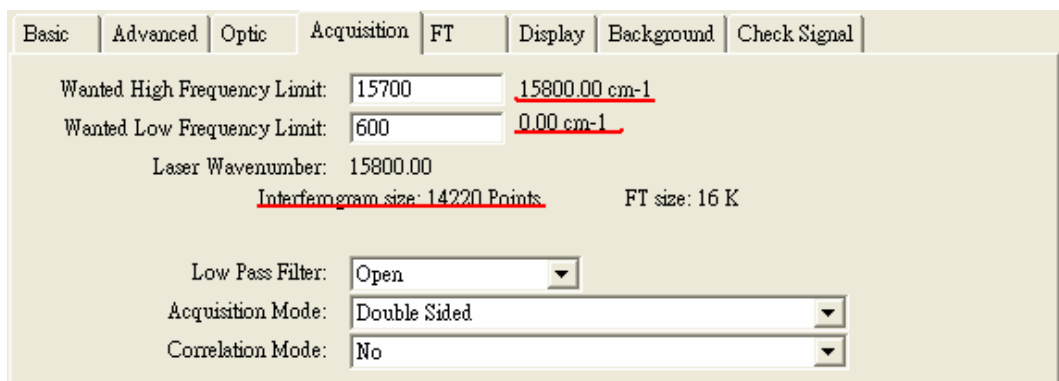 Basic Advanced Optic Acquisition FT Display Background Check Signal
Wanted High Frequency Limit: 15700 15800.00 cm-1
Wanted Low Frequency Limit: 600 0.00 cm-1
Laser Wavenumber: 15800.00
Interferogram size: 14220 Points FT size: 16 K
Low Pass Filter: Open
Acquisition Mode: Double Sided
Correlation Mode: No